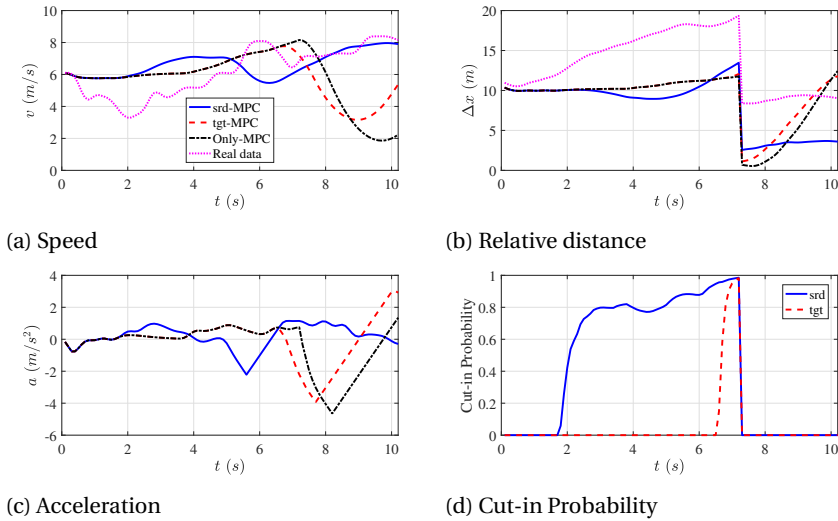 8
6
4
2
0
v (m/s)
srd-MPC
tgt-MPC
Only-MPC
Real data
0 2 4 6 8 10
t (s)
(a) Speed
20
15
10
5
0
Δx (m)
0 2 4 6 8 10
t (s)
(b) Relative distance
4
2
0
-2
-4
-6
a (m/s²)
0 2 4 6 8 10
t (s)
(c) Acceleration
1
0.8
0.6
0.4
0.2
0
Cut-in Probability
srd
tgt
0 2 4 6 8 10
t (s)
(d) Cut-in Probability